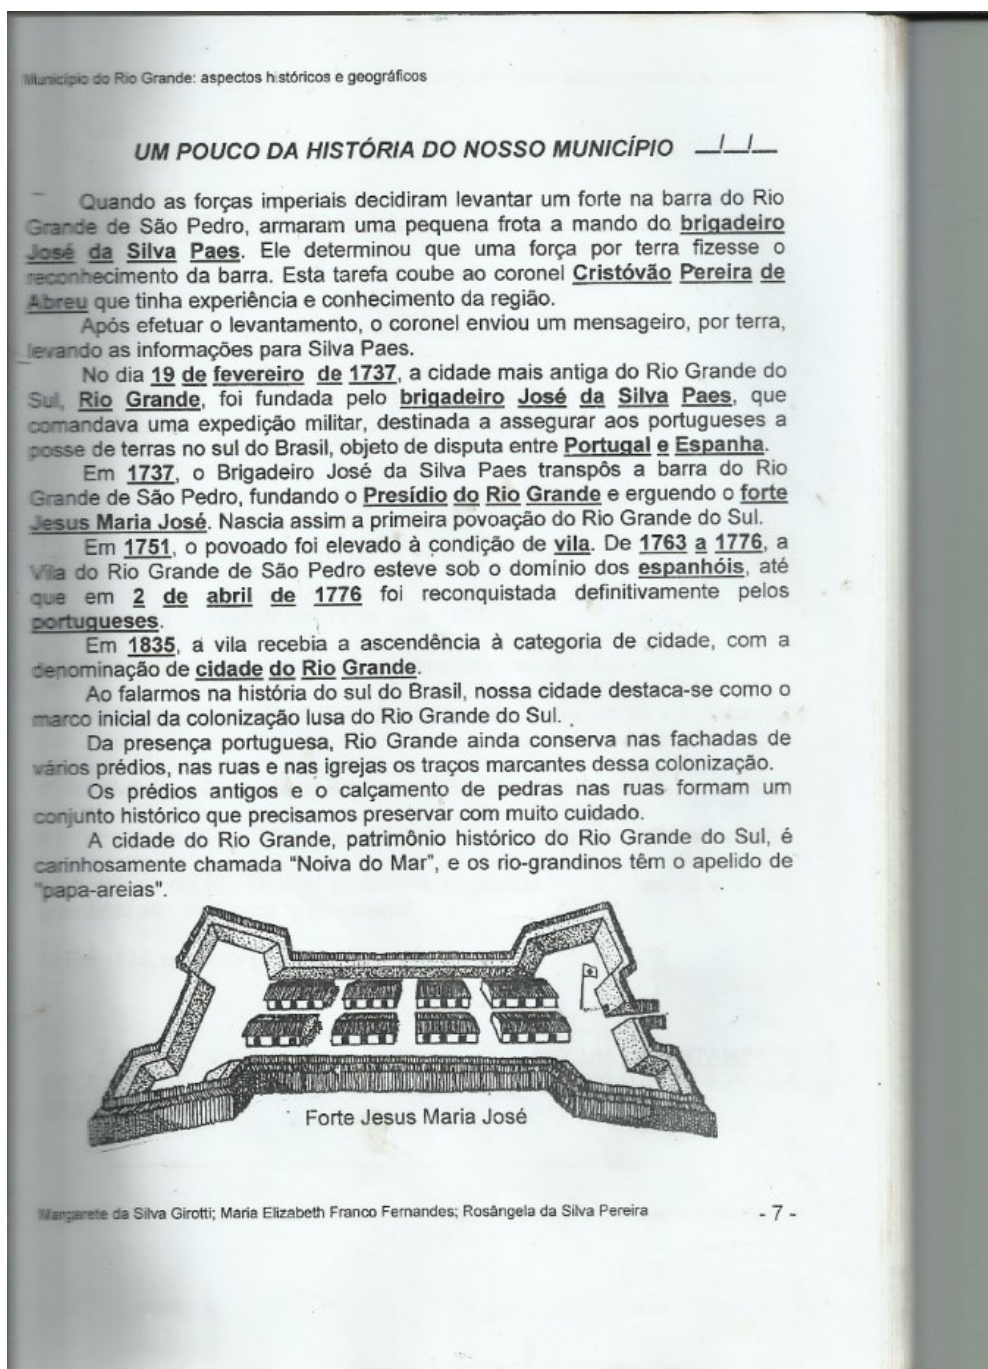 Município do Rio Grande: aspectos históricos e geográficos
UM POUCO DA HISTÓRIA DO NOSSO MUNICÍPIO __/__/__
Quando as forças imperiais decidiram levantar um forte na barra do Rio
Grande de São Pedro, armaram uma pequena frota a mando do brigadeiro
José da Silva Paes. Ele determinou que uma força por terra fizesse o
reconhecimento da barra. Esta tarefa coube ao coronel Cristóvão Pereira de
Abreu que tinha experiência e conhecimento da região.
Após efetuar o levantamento, o coronel enviou um mensageiro, por terra,
levando as informações para Silva Paes.
No dia 19 de fevereiro de 1737, a cidade mais antiga do Rio Grande do
Sul, Rio Grande, foi fundada pelo brigadeiro José da Silva Paes, que
comandava uma expedição militar, destinada a assegurar aos portugueses a
posse de terras no sul do Brasil, objeto de disputa entre Portugal e Espanha.
Em 1737, o Brigadeiro José da Silva Paes transpôs a barra do Rio
Grande de São Pedro, fundando o Presídio do Rio Grande e erguendo o forte
Jesus Maria José. Nascia assim a primeira povoação do Rio Grande do Sul.
Em 1751, o povoado foi elevado à condição de vila. De 1763 a 1776, a
Vila do Rio Grande de São Pedro esteve sob o domínio dos espanhóis, até
que em 2 de abril de 1776 foi reconquistada definitivamente pelos
portugueses.
Em 1835, a vila recebia a ascendência à categoria de cidade, com a
denominação de cidade do Rio Grande.
Ao falarmos na história do sul do Brasil, nossa cidade destaca-se como o
marco inicial da colonização lusa do Rio Grande do Sul.
Da presença portuguesa, Rio Grande ainda conserva nas fachadas de
vários prédios, nas ruas e nas igrejas os traços marcantes dessa colonização.
Os prédios antigos e o calçamento de pedras nas ruas formam um
conjunto histórico que precisamos preservar com muito cuidado.
A cidade do Rio Grande, patrimônio histórico do Rio Grande do Sul, é
carinhosamente chamada "Noiva do Mar", e os rio-grandinos têm o apelido de
"papa-areias".
Forte Jesus Maria José
Margarete da Silva Girotti; Maria Elizabeth Franco Fernandes; Rosângela da Silva Pereira - 7 -